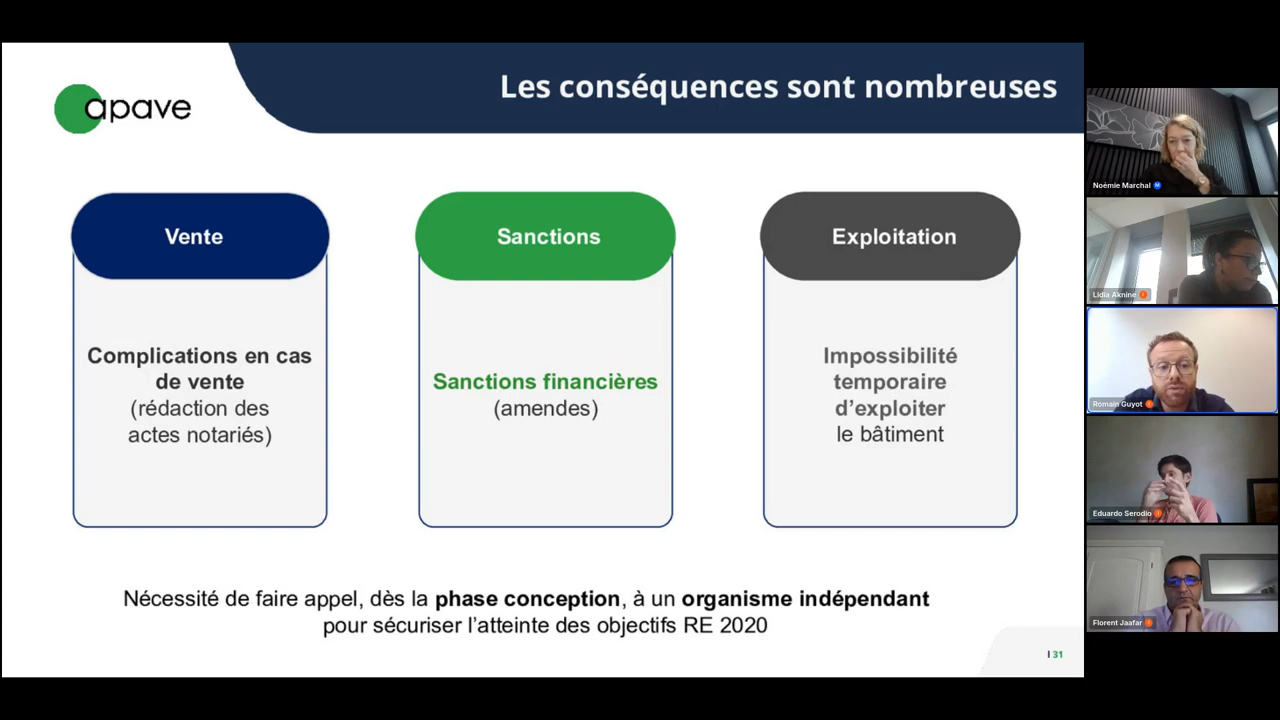 apave
Les conséquences sont nombreuses
Vente
Complications en cas
de vente
(rédaction des
actes notariés)
Sanctions
Sanctions financières
(amendes)
Exploitation
Impossibilité
temporaire
d’exploiter
le bâtiment
Nécessité de faire appel, dès la phase conception, à un organisme indépendant
pour sécuriser l’atteinte des objectifs RE 2020
I 31
Noémie Marchal
Lidia Aknine
Romain Guyot
Eduardo Serodio
Florent Jaafar